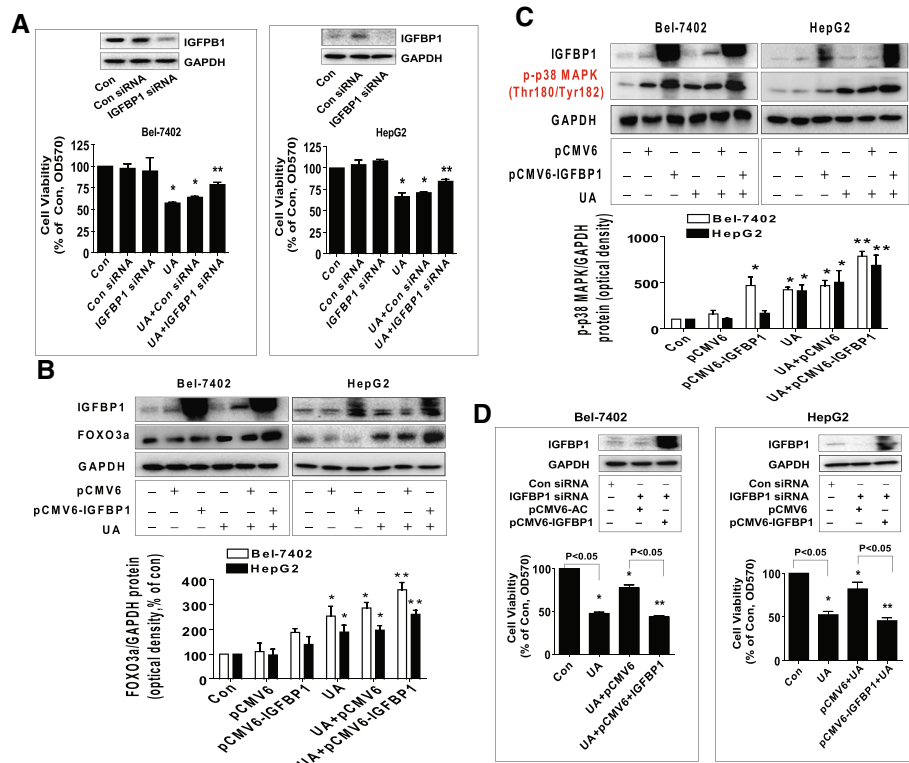 A
IGFPB1
GAPDH
Con
Con siRNA
IGFBP1 siRNA
Bel-7402
Cell Viabiltiy
(% of Con, OD570)
125
100
75
50
25
0
*
*
**
Con
Con siRNA
IGFBP1 siRNA
UA
UA+Con siRNA
UA+IGFBP1 siRNA
IGFBP1
GAPDH
Con
Con siRNA
IGFBP1 siRNA
HepG2
Cell Viabiltiy
(% of Con, OD570)
125
100
75
50
25
0
*
*
**
Con
Con siRNA
IGFBP1 siRNA
UA
UA+Con siRNA
UA+IGFBP1 siRNA
B
Bel-7402 HepG2
IGFBP1
FOXO3a
GAPDH
pCMV6 – + – – + – – + – – + –
pCMV6-IGFBP1 – – + – – + – – + – – +
UA – – – + + + – – – + + +
Bel-7402
HepG2
FOXO3a/GAPDH protein
(optical density,% of con)
400
300
200
100
0
*
*
*
*
**
**
Con
pCMV6
pCMV6-IGFBP1
UA
UA+pCMV6
UA+pCMV6-IGFBP1
C
Bel-7402 HepG2
IGFBP1
p-p38 MAPK
(Thr180/Tyr182)
GAPDH
pCMV6 – + – – + – – + – – + –
pCMV6-IGFBP1 – – + – – + – – + – – +
UA – – – + + + – – – + + +
Bel-7402
HepG2
p-p38 MAPK/GAPDH
protein (optical density)
1000
500
0
*
*
*
*
*
**
**
Con
pCMV6
pCMV6-IGFBP1
UA
UA+pCMV6
UA+pCMV6-IGFBP1
D
Bel-7402
IGFBP1
GAPDH
Con siRNA +
IGFBP1 siRNA + +
pCMV6-AC +
pCMV6-IGFBP1 +
P<0.05
P<0.05
Cell Viabiltiy
(% of Con, OD570)
100
50
0
*
*
**
Con
UA
UA+pCMV6
UA+pCMV6+IGFBP1
HepG2
IGFBP1
GAPDH
Con siRNA +
IGFBP1 siRNA + +
pCMV6 +
pCMV6-IGFBP1 +
P<0.05
P<0.05
Cell Viabiltiy
(% of Con, OD570)
100
50
0
*
*
**
Con
UA
pCMV6+UA
pCMV6-IGFBP1+UA